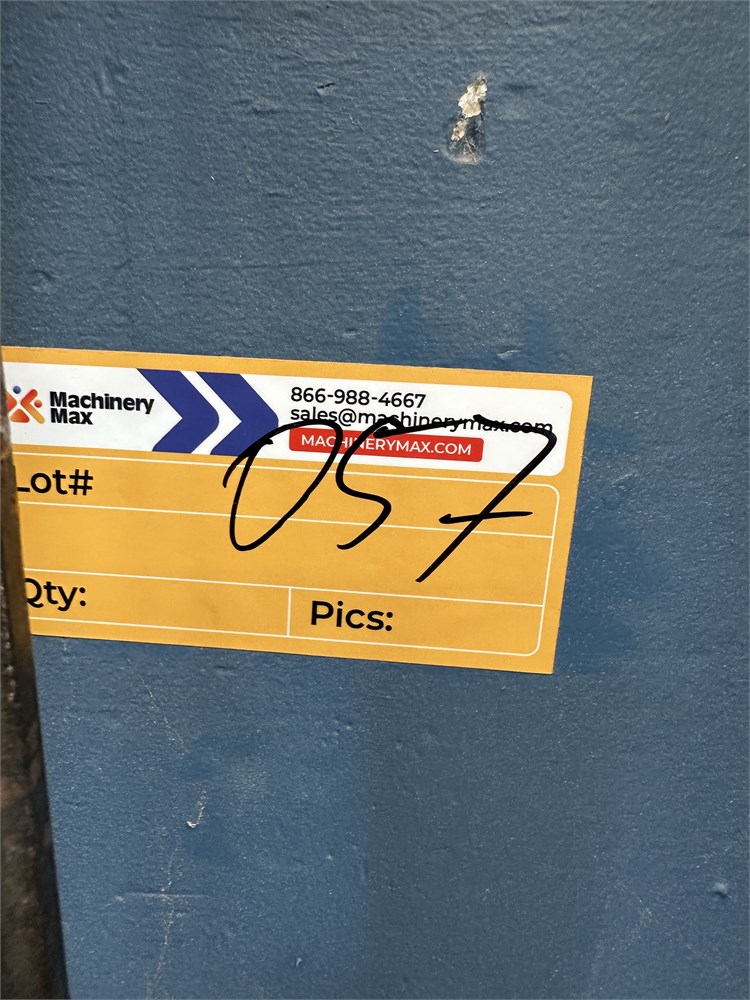 Machinery
Max
866-988-4667
sales@machinerymax.com
MACHINERYMAX.COM
Lot#
057
Qty:
Pics: